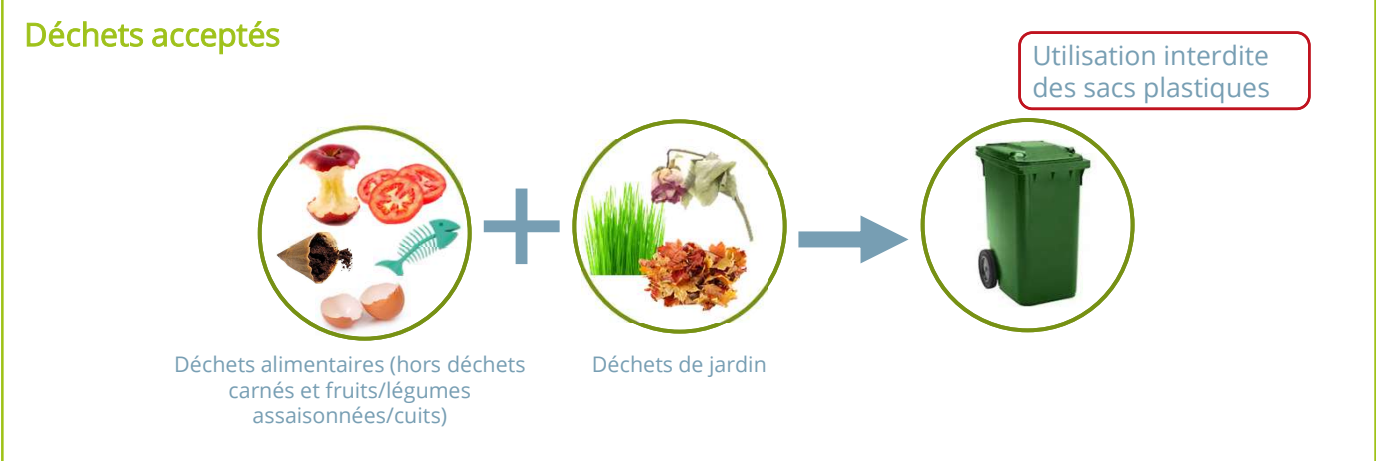 Déchets acceptés
Utilisation interdite
des sacs plastiques
Déchets alimentaires (hors déchets
carnés et fruits/légumes
assaisonnées/cuits)
Déchets de jardin